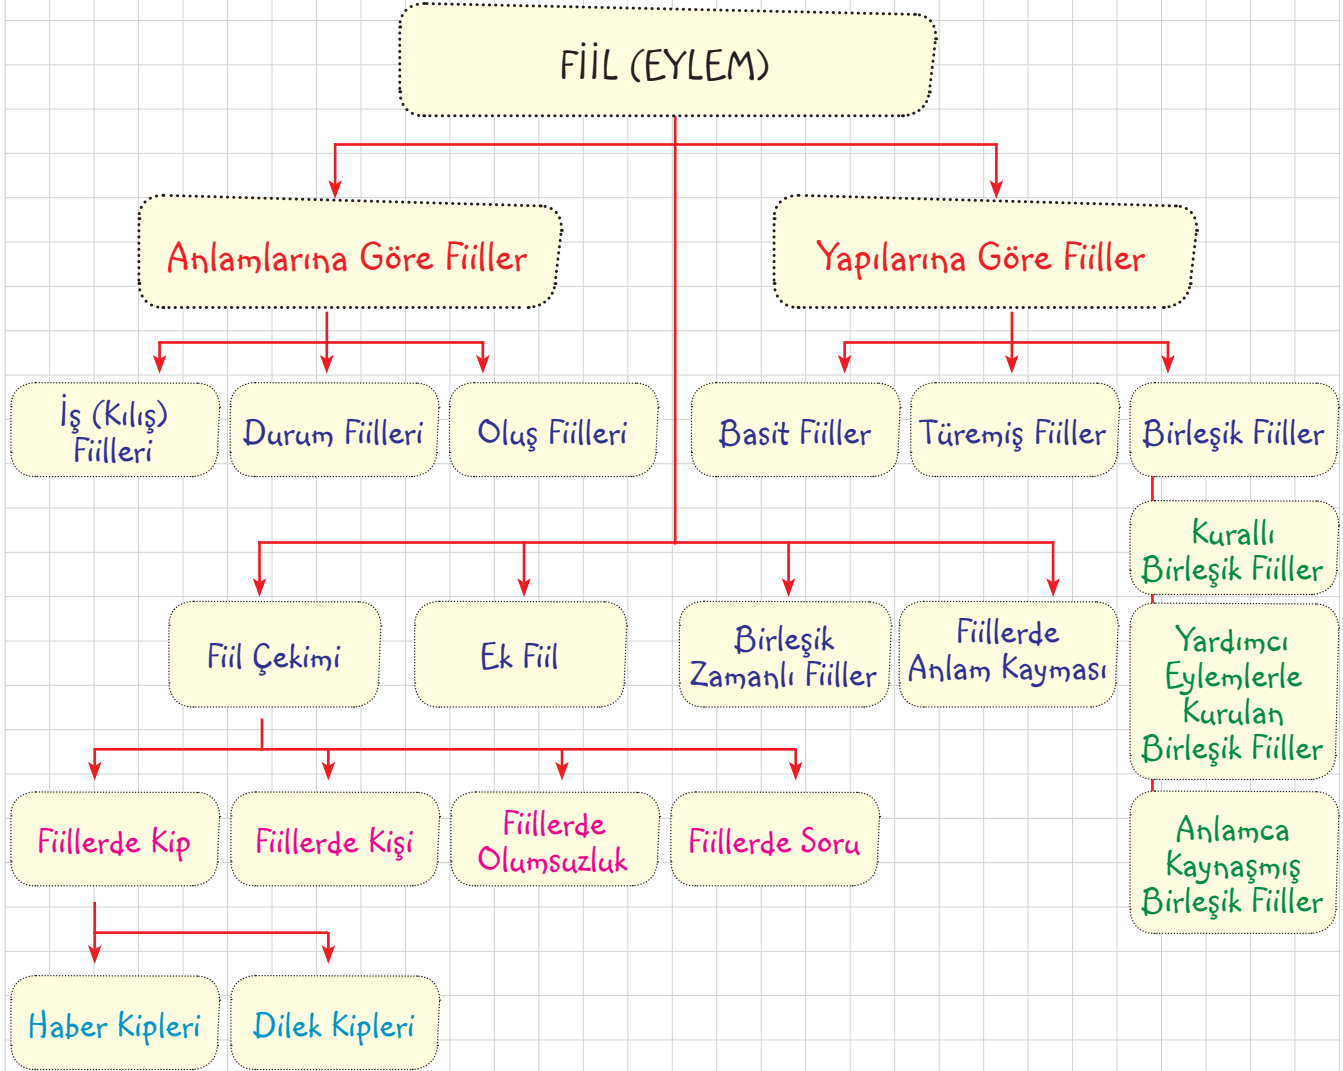 FİİL (EYLEM)
Anlamlarına Göre Fiiller
Yapılarına Göre Fiiller
İş (Kılış)
Fiilleri
Durum Fiilleri
Oluş Fiilleri
Basit Fiiller
Türemiş Fiiller
Birleşik Fiiller
Kurallı
Birleşik Fiiller
Yardımcı
Eylemlerle
Kurulan
Birleşik Fiiller
Anlamca
Kaynaşmış
Birleşik Fiiller
Fiil Çekimi
Ek Fiil
Birleşik
Zamanlı Fiiller
Fiillerde
Anlam Kayması
Fiillerde Kip
Fiillerde Kişi
Fiillerde
Olumsuzluk
Fiillerde Soru
Haber Kipleri
Dilek Kipleri